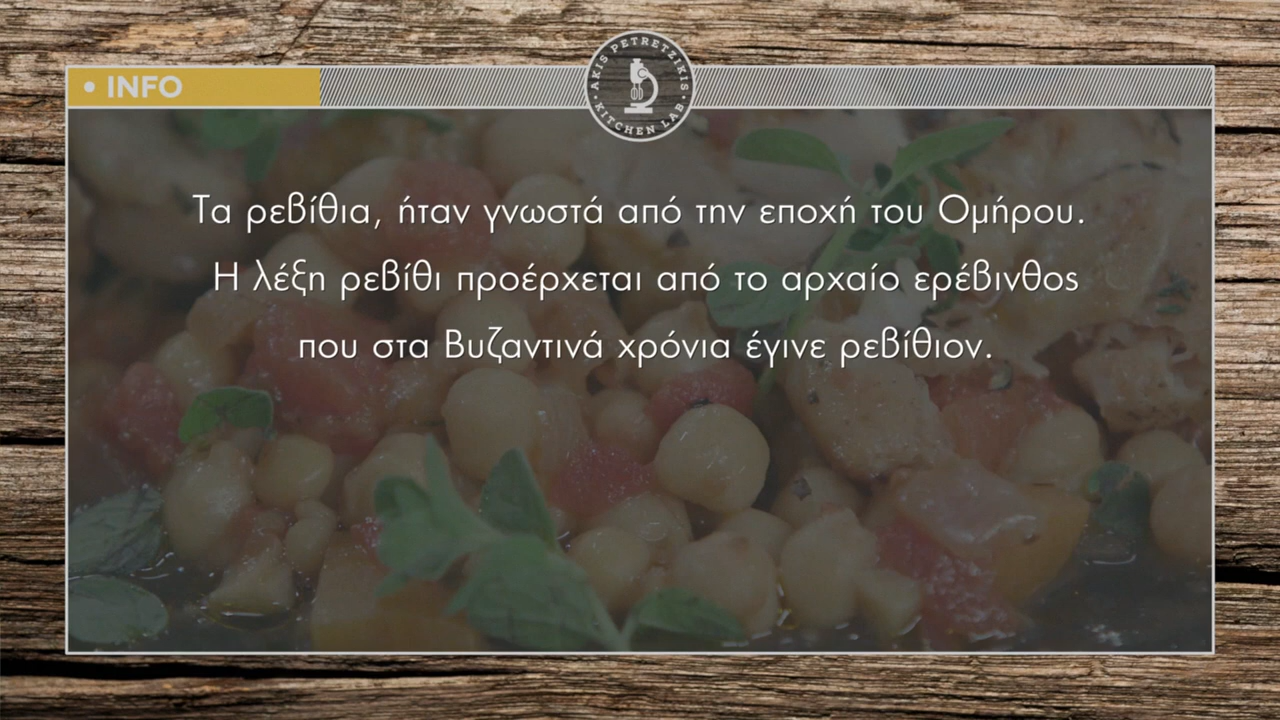 AKIS PETRETZIKIS
KITCHEN LAB
• INFO
Τα ρεβίθια, ήταν γνωστά από την εποχή του Ομήρου.
Η λέξη ρεβίθι προέρχεται από το αρχαίο ερέβινθος
που στα Βυζαντινά χρόνια έγινε ρεβίθιον.